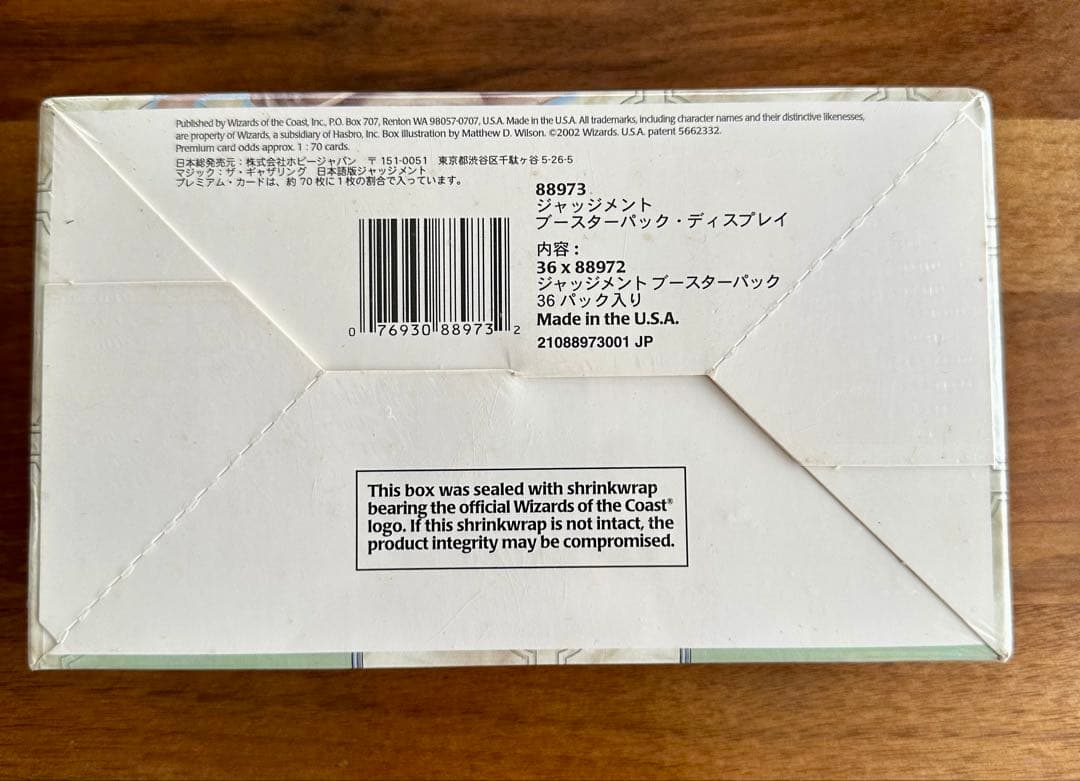 Published by Wizards of the Coast, Inc., P.O. Box 707, Renton WA 98057-0707, U.S.A. Made in the U.S.A. All trademarks, including character names and their distinctive likenesses,
are property of Wizards, a subsidiary of Hasbro, Inc. Box illustration by Matthew D. Wilson. ©2002 Wizards. U.S.A. patent 5662332.
Premium card odds approx. 1 : 70 cards.
日本総発売元：株式会社ホビージャパン 〒151-0051 東京都渋谷区千駄ヶ谷 5-26-5
マジック：ザ・ギャザリング 日本語版ジャッジメント
プレミアム・カードは、約 70 枚に 1 枚の割合で入っています。
88973
ジャッジメント
ブースターパック・ディスプレイ
内容：
36 x 88972
ジャッジメント ブースターパック
36 パック入り
Made in the U.S.A.
21088973001 JP
0 76930 88973 2
This box was sealed with shrinkwrap
bearing the official Wizards of the Coast®
logo. If this shrinkwrap is not intact, the
product integrity may be compromised.